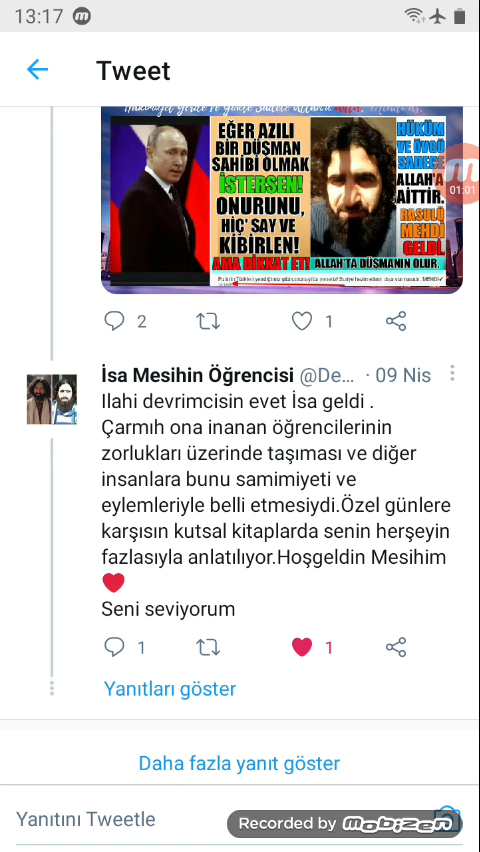 13:17
Tweet
EĞER AZILI
BİR DÜŞMAN
SAHİBİ OLMAK
İSTERSEN!
ONURUNU,
HİÇ' SAY VE
KİBİRLEN!
AMA DİKKAT ET! ALLAH'TA DÜŞMANIN OLUR.
HÜKÜM
VE ÖVGÜ
SADECE
ALLAH'A
AİTTİR.
RASULÜ
MEHDİ
GELDİ.
01:01
2
1
İsa Mesihin Öğrencisi @De... · 09 Nis
Ilahi devrimcisin evet İsa geldi .
Çarmıh ona inanan öğrencilerinin
zorlukları üzerinde taşıması ve diğer
insanlara bunu samimiyeti ve
eylemleriyle belli etmesiydi.Özel günlere
karşısın kutsal kitaplarda senin herşeyin
fazlasıyla anlatılıyor.Hoşgeldin Mesihim
❤
Seni seviyorum
1
1
Yanıtları göster
Daha fazla yanıt göster
Yanıtını Tweetle
Recorded by mobizen